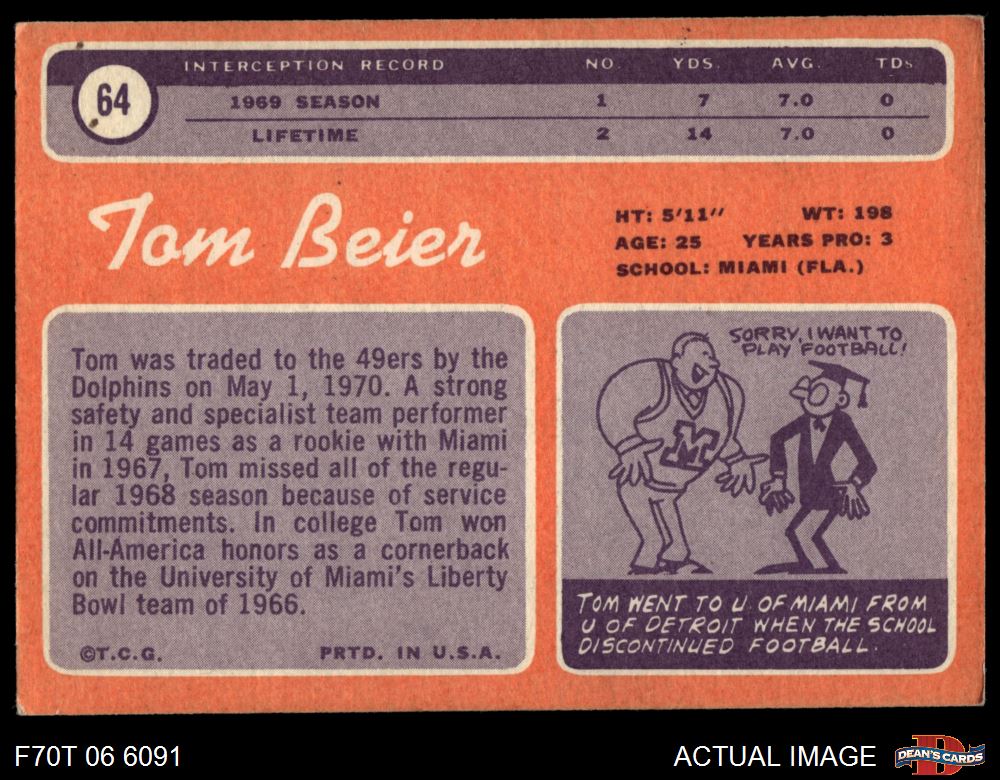 64
INTERCEPTION RECORD NO. YDS. AVG. TDs
1969 SEASON 1 7 7.0 0
LIFETIME 2 14 7.0 0
Tom Beier
HT: 5'11" WT: 198
AGE: 25 YEARS PRO: 3
SCHOOL: MIAMI (FLA.)
Tom was traded to the 49ers by the
Dolphins on May 1, 1970. A strong
safety and specialist team performer
in 14 games as a rookie with Miami
in 1967, Tom missed all of the regu-
lar 1968 season because of service
commitments. In college Tom won
All-America honors as a cornerback
on the University of Miami's Liberty
Bowl team of 1966.
©T.C.G. PRTD. IN U.S.A.
SORRY, I WANT TO
PLAY FOOTBALL!
M
TOM WENT TO U. OF MIAMI FROM
U OF DETROIT WHEN THE SCHOOL
DISCONTINUED FOOTBALL.
F70T 06 6091
ACTUAL IMAGE
D
DEAN'S CARDS